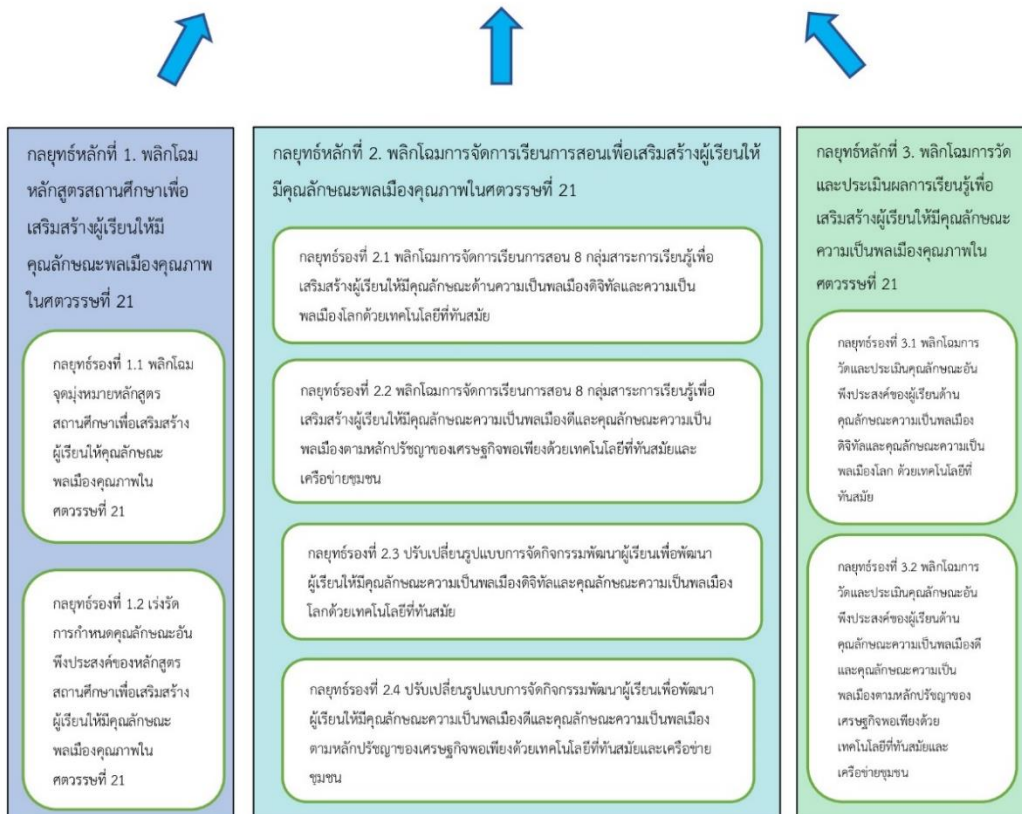 กลยุทธ์หลักที่ 1. พลิกโฉม
หลักสูตรสถานศึกษาเพื่อ
เสริมสร้างผู้เรียนให้มี
คุณลักษณะพลเมืองคุณภาพ
ในศตวรรษที่ 21
กลยุทธ์รองที่ 1.1 พลิกโฉม
จุดมุ่งหมายหลักสูตร
สถานศึกษาเพื่อเสริมสร้าง
ผู้เรียนให้คุณลักษณะ
พลเมืองคุณภาพใน
ศตวรรษที่ 21
กลยุทธ์รองที่ 1.2 เร่งรัด
การกำหนดคุณลักษณะอัน
พึงประสงค์ของหลักสูตร
สถานศึกษาเพื่อเสริมสร้าง
ผู้เรียนให้มีคุณลักษณะ
พลเมืองคุณภาพใน
ศตวรรษที่ 21
กลยุทธ์หลักที่ 2. พลิกโฉมการจัดการเรียนการสอนเพื่อเสริมสร้างผู้เรียนให้
มีคุณลักษณะพลเมืองคุณภาพในศตวรรษที่ 21
กลยุทธ์รองที่ 2.1 พลิกโฉมการจัดการเรียนการสอน 8 กลุ่มสาระการเรียนรู้เพื่อ
เสริมสร้างผู้เรียนให้มีคุณลักษณะด้านความเป็นพลเมืองดิจิทัลและความเป็น
พลเมืองโลกด้วยเทคโนโลยีที่ทันสมัย
กลยุทธ์รองที่ 2.2 พลิกโฉมการจัดการเรียนการสอน 8 กลุ่มสาระการเรียนรู้เพื่อ
เสริมสร้างผู้เรียนให้มีคุณลักษณะความเป็นพลเมืองดีและคุณลักษณะความเป็น
พลเมืองตามหลักปรัชญาของเศรษฐกิจพอเพียงด้วยเทคโนโลยีที่ทันสมัยและ
เครือข่ายชุมชน
กลยุทธ์รองที่ 2.3 ปรับเปลี่ยนรูปแบบการจัดกิจกรรมพัฒนาผู้เรียนเพื่อพัฒนา
ผู้เรียนให้มีคุณลักษณะความเป็นพลเมืองดิจิทัลและคุณลักษณะความเป็นพลเมือง
โลกด้วยเทคโนโลยีที่ทันสมัย
กลยุทธ์รองที่ 2.4 ปรับเปลี่ยนรูปแบบการจัดกิจกรรมพัฒนาผู้เรียนเพื่อพัฒนา
ผู้เรียนให้มีคุณลักษณะความเป็นพลเมืองดีและคุณลักษณะความเป็นพลเมือง
ตามหลักปรัชญาของเศรษฐกิจพอเพียงด้วยเทคโนโลยีที่ทันสมัยและเครือข่าย
ชุมชน
กลยุทธ์หลักที่ 3. พลิกโฉมการวัด
และประเมินผลการเรียนรู้เพื่อ
เสริมสร้างผู้เรียนให้มีคุณลักษณะ
ความเป็นพลเมืองคุณภาพใน
ศตวรรษที่ 21
กลยุทธ์รองที่ 3.1 พลิกโฉมการ
วัดและประเมินคุณลักษณะอัน
พึงประสงค์ของผู้เรียนด้าน
คุณลักษณะความเป็นพลเมือง
ดิจิทัลและคุณลักษณะความเป็น
พลเมืองโลก ด้วยเทคโนโลยีที่
ทันสมัย
กลยุทธ์รองที่ 3.2 พลิกโฉมการ
วัดและประเมินคุณลักษณะอัน
พึงประสงค์ของผู้เรียนด้าน
คุณลักษณะความเป็นพลเมืองดี
และคุณลักษณะความเป็น
พลเมืองตามหลักปรัชญาของ
เศรษฐกิจพอเพียงด้วย
เทคโนโลยีที่ทันสมัยและ
เครือข่ายชุมชน